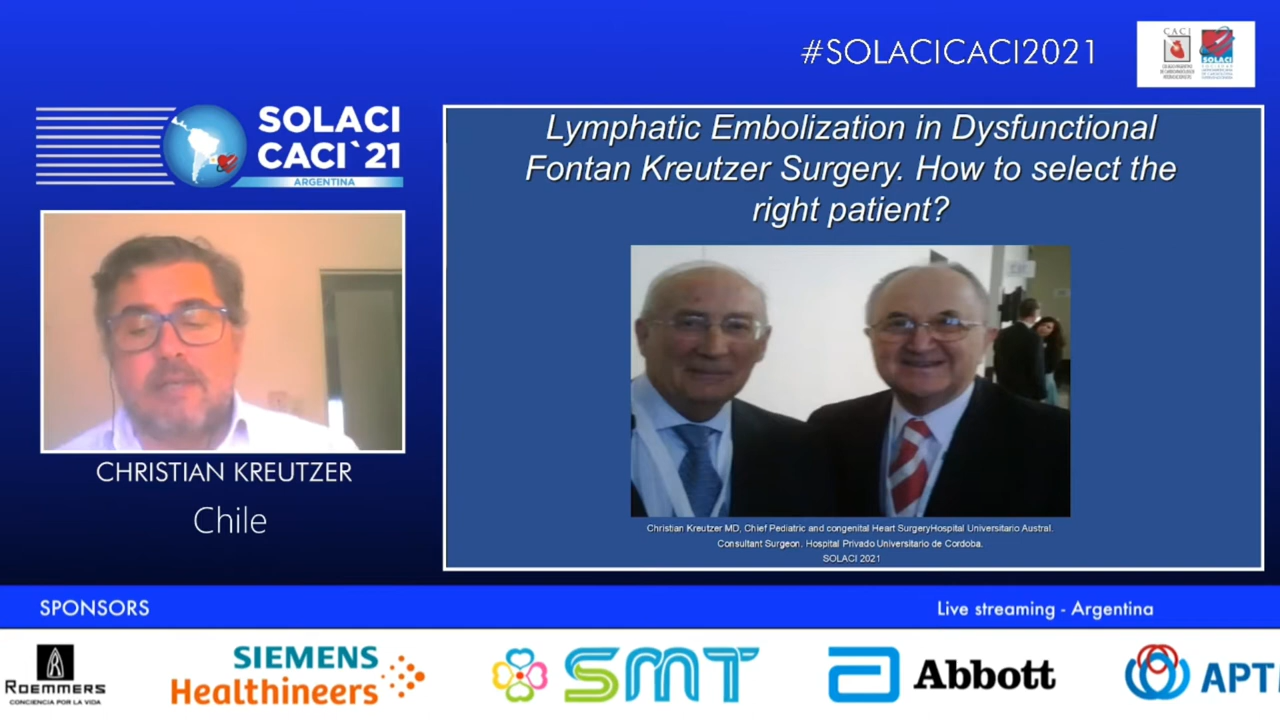 #SOLACICACI2021
CACI
SOLACI
SOLACI
CACI`21
ARGENTINA
Lymphatic Embolization in Dysfunctional
Fontan Kreutzer Surgery. How to select the
right patient?
Christian Kreutzer MD, Chief Pediatric and congenital Heart SurgeryHospital Universitario Austral.
Consultant Surgeon. Hospital Privado Universitario de Cordoba.
SOLACI 2021
CHRISTIAN KREUTZER
Chile
SPONSORS
Live streaming - Argentina
ROEMMERS
CONCIENCIA POR LA VIDA
SIEMENS
Healthineers
SMT
Abbott
APT